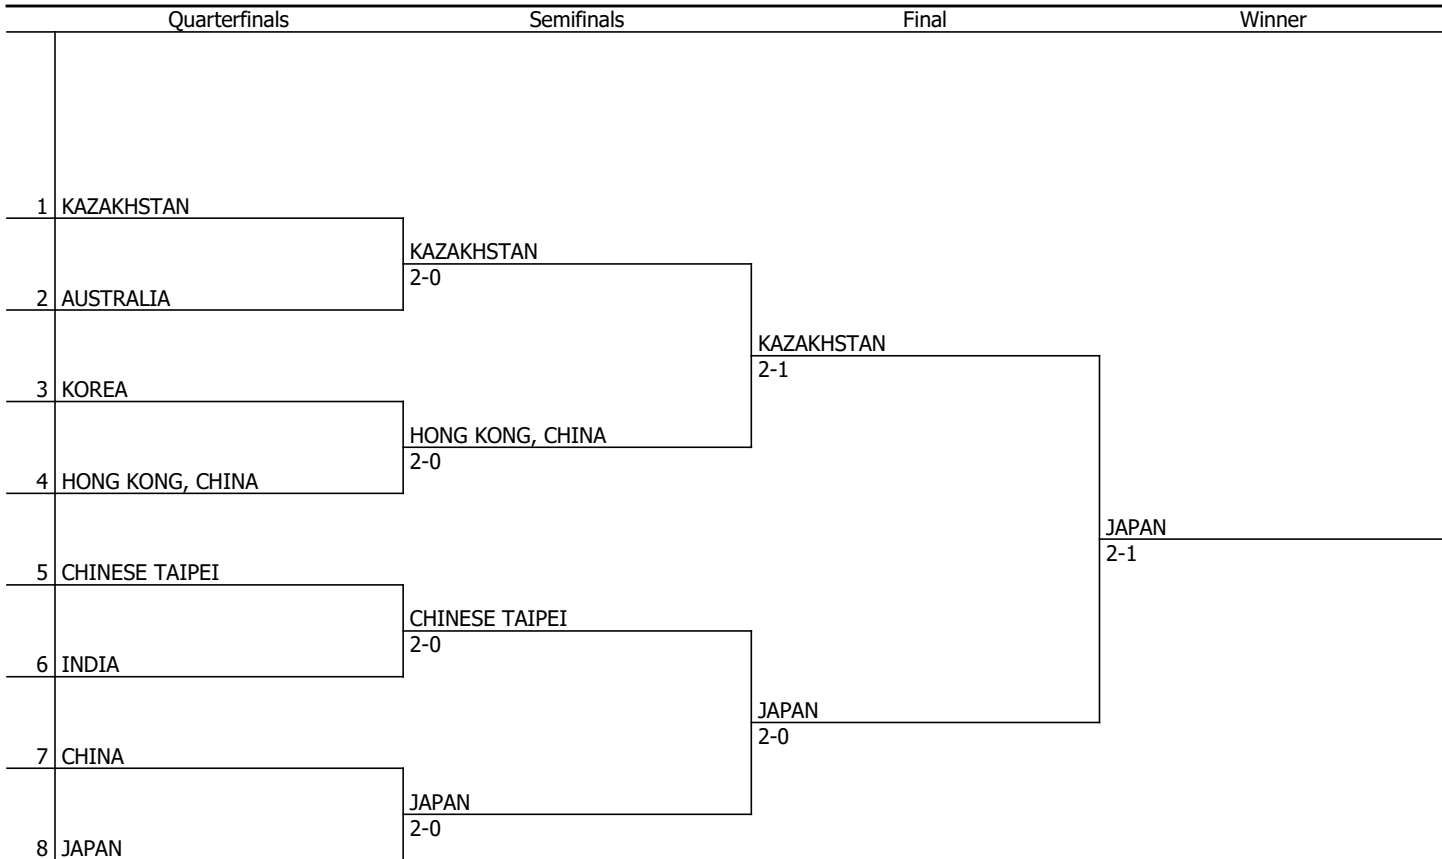 Quarterfinals Semifinals Final Winner
1 KAZAKHSTAN
KAZAKHSTAN
2-0
2 AUSTRALIA
KAZAKHSTAN
2-1
3 KOREA
HONG KONG, CHINA
2-0
4 HONG KONG, CHINA
JAPAN
2-1
5 CHINESE TAIPEI
CHINESE TAIPEI
2-0
6 INDIA
JAPAN
2-0
7 CHINA
JAPAN
2-0
8 JAPAN